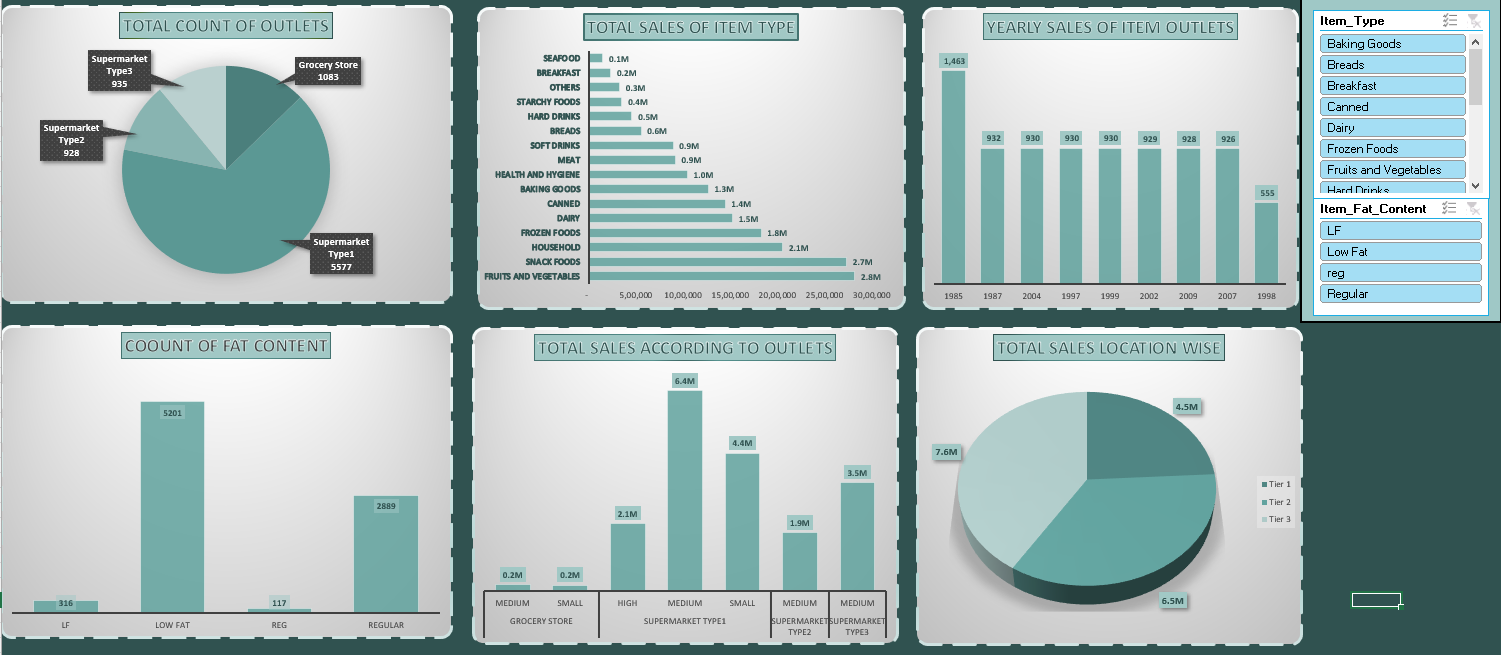 TOTAL COUNT OF OUTLETS
Supermarket
Type3
935
Grocery Store
1083
Supermarket
Type2
928
Supermarket
Type1
5577
TOTAL SALES OF ITEM TYPE
SEAFOOD 0.1M
BREAKFAST 0.2M
OTHERS 0.3M
STARCHY FOODS 0.4M
HARD DRINKS 0.5M
BREADS 0.6M
SOFT DRINKS 0.9M
MEAT 0.9M
HEALTH AND HYGIENE 1.0M
BAKING GOODS 1.3M
CANNED 1.4M
DAIRY 1.5M
FROZEN FOODS 1.8M
HOUSEHOLD 2.1M
SNACK FOODS 2.7M
FRUITS AND VEGETABLES 2.8M
- 5,00,000 10,00,000 15,00,000 20,00,000 25,00,000 30,00,000
YEARLY SALES OF ITEM OUTLETS
1,463
932 930 930 930 929 928 926
555
1985 1987 2004 1997 1999 2002 2009 2007 1998
Item_Type
Baking Goods
Breads
Breakfast
Canned
Dairy
Frozen Foods
Fruits and Vegetables
Hard Drinks
Item_Fat_Content
LF
Low Fat
reg
Regular
COOUNT OF FAT CONTENT
5201
2889
316
117
LF LOW FAT REG REGULAR
TOTAL SALES ACCORDING TO OUTLETS
6.4M
4.4M
3.5M
2.1M
1.9M
0.2M 0.2M
MEDIUM SMALL HIGH MEDIUM SMALL MEDIUM MEDIUM
GROCERY STORE SUPERMARKET TYPE1 SUPERMARKET SUPERMARKET
TYPE2 TYPE3
TOTAL SALES LOCATION WISE
4.5M
7.6M
6.5M
Tier 1
Tier 2
Tier 3